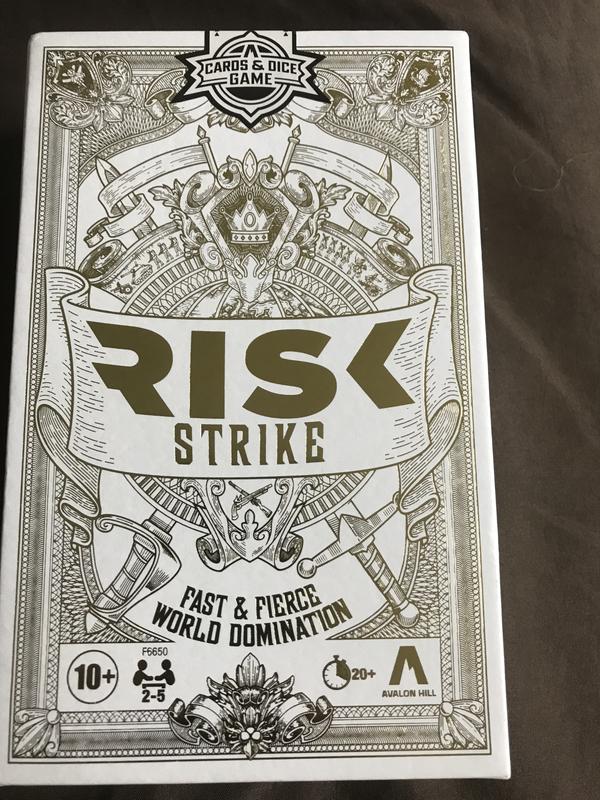 CARDS & DICE
GAME
RISK
STRIKE
FAST & FIERCE
WORLD DOMINATION
10+
F6650
2-5
20+
AVALON HILL